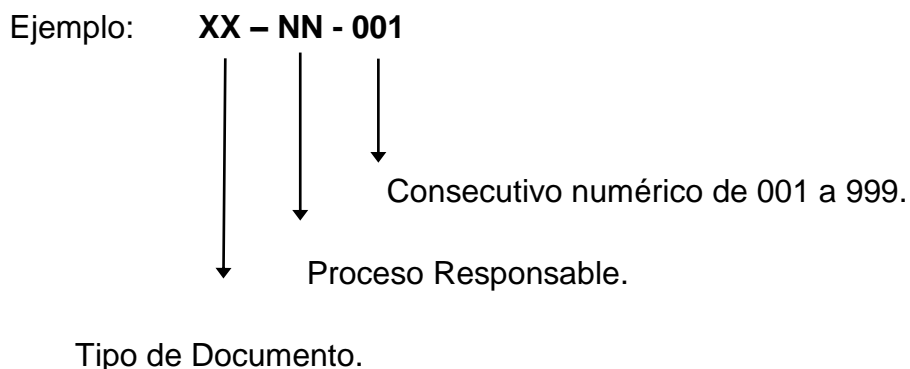 Ejemplo: XX – NN - 001
Consecutivo numérico de 001 a 999.
Proceso Responsable.
Tipo de Documento.